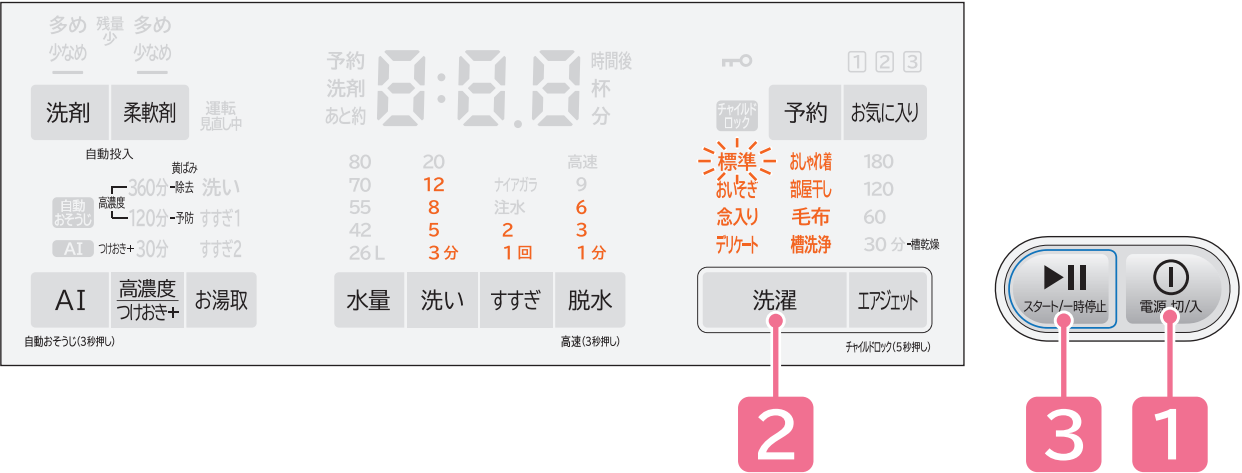 多め 残量少 多め
少なめ 少なめ
洗剤 柔軟剤 運転見直し中
自動投入
黄ばみ
自動おそうじ 高濃度 360分-除去 洗い
120分-予防 すすぎ1
AI つけおき+30分 すすぎ2
AI 高濃度つけおき+ お湯取
自動おそうじ(3秒押し)
予約 8:8.8 時間後
洗剤 杯
あと約 分
80 20 高速
70 12 ナイアガラ 9
55 8 注水 6
42 5 2 3
26L 3分 1回 1分
水量 洗い すすぎ 脱水
高速(3秒押し)
1 2 3
チャイルドロック 予約 お気に入り
標準 おしゃれ着 180
おいそぎ 部屋干し 120
念入り 毛布 60
デリケート 槽洗浄 30分-槽乾燥
洗濯 エアジェット
チャイルドロック(5秒押し)
スタート/一時停止 電源 切/入
2 3 1